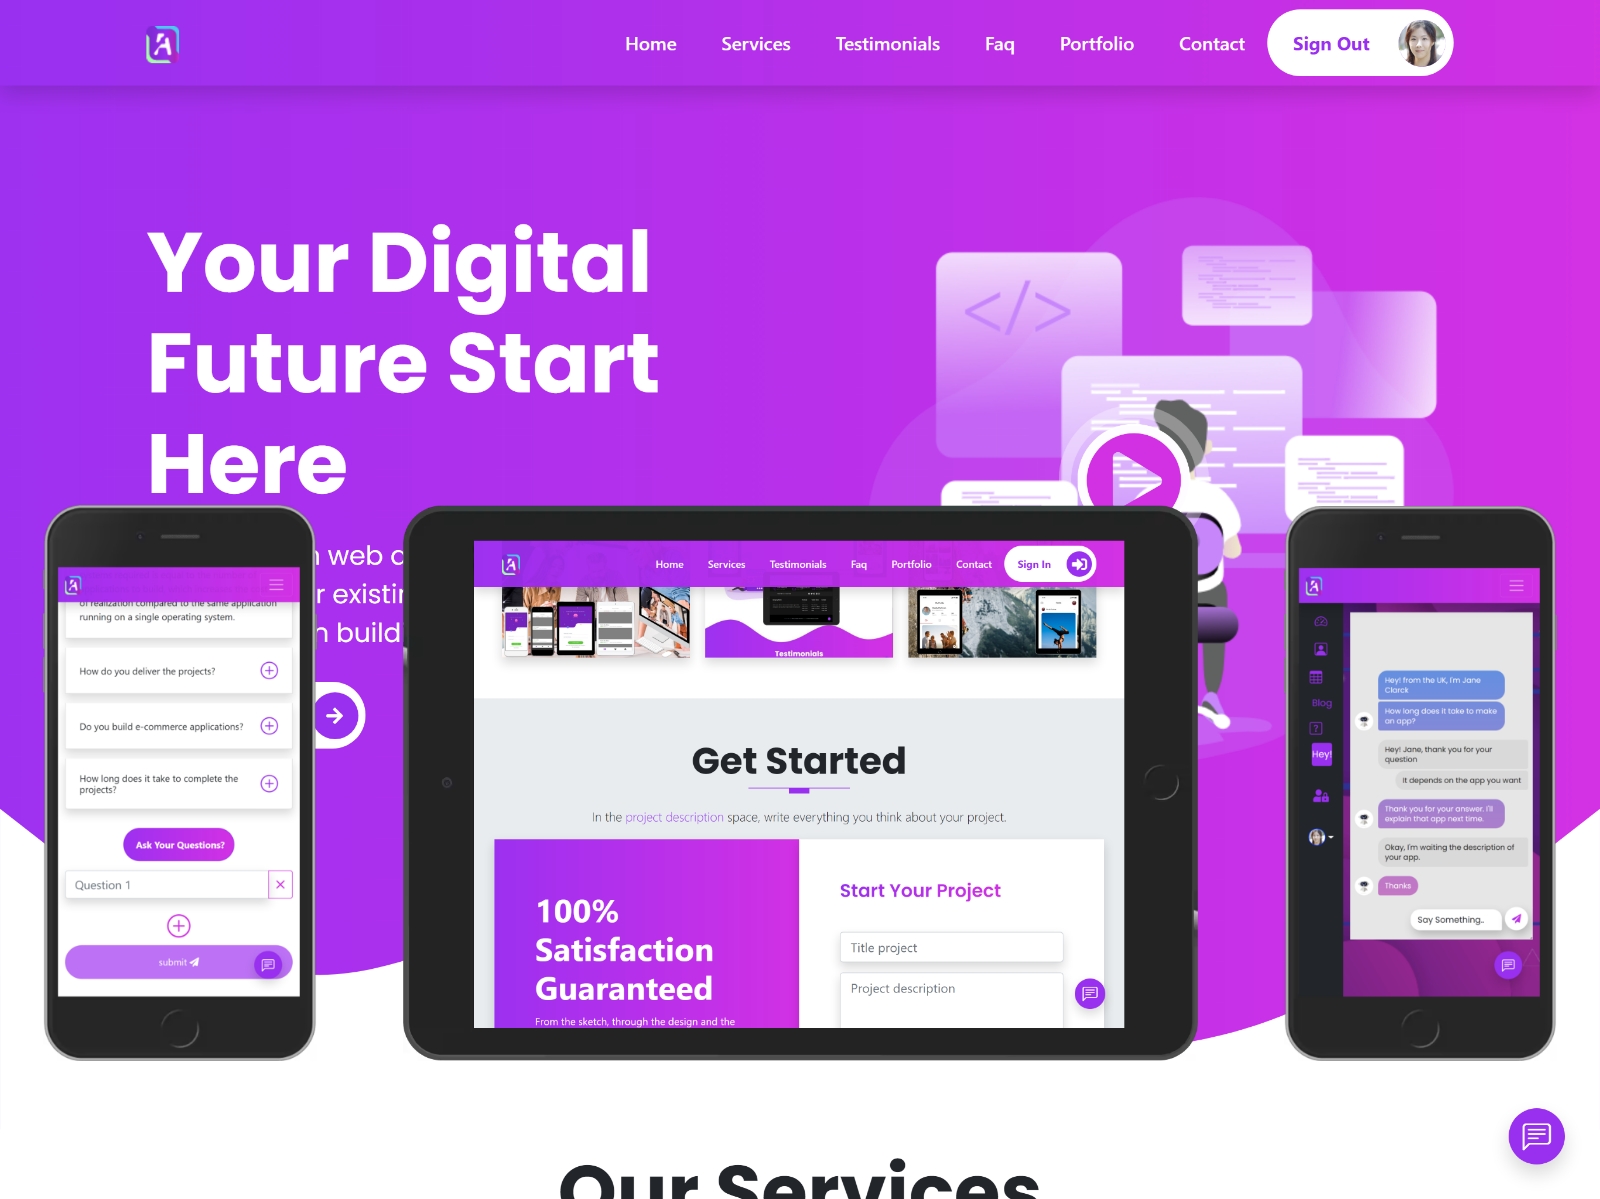 Home
Services
Testimonials
Faq
Portfolio
Contact
Sign Out
Your Digital
Future Start
Here
web
existin
build
of realization compared to the same application
running on a single operating system.
How do you deliver the projects?
Do you build e-commerce applications?
How long does it take to complete the
projects?
Ask Your Questions?
Question 1
submit
Home
Services
Testimonials
Faq
Portfolio
Contact
Sign In
Testimonials
Get Started
In the project description space, write everything you think about your project.
100%
Satisfaction
Guaranteed
From the sketch, through the design and the
Start Your Project
Title project
Project description
Blog
Hey!
Hey! from the UK, I'm Jane
Clarck
How long does it take to make
an app?
Hey! Jane, thank you for your
question
It depends on the app you want
Thank you for your answer. I'll
explain that app next time.
Okay, I'm waiting the description of
your app.
Thanks
Say Something..
Our Services